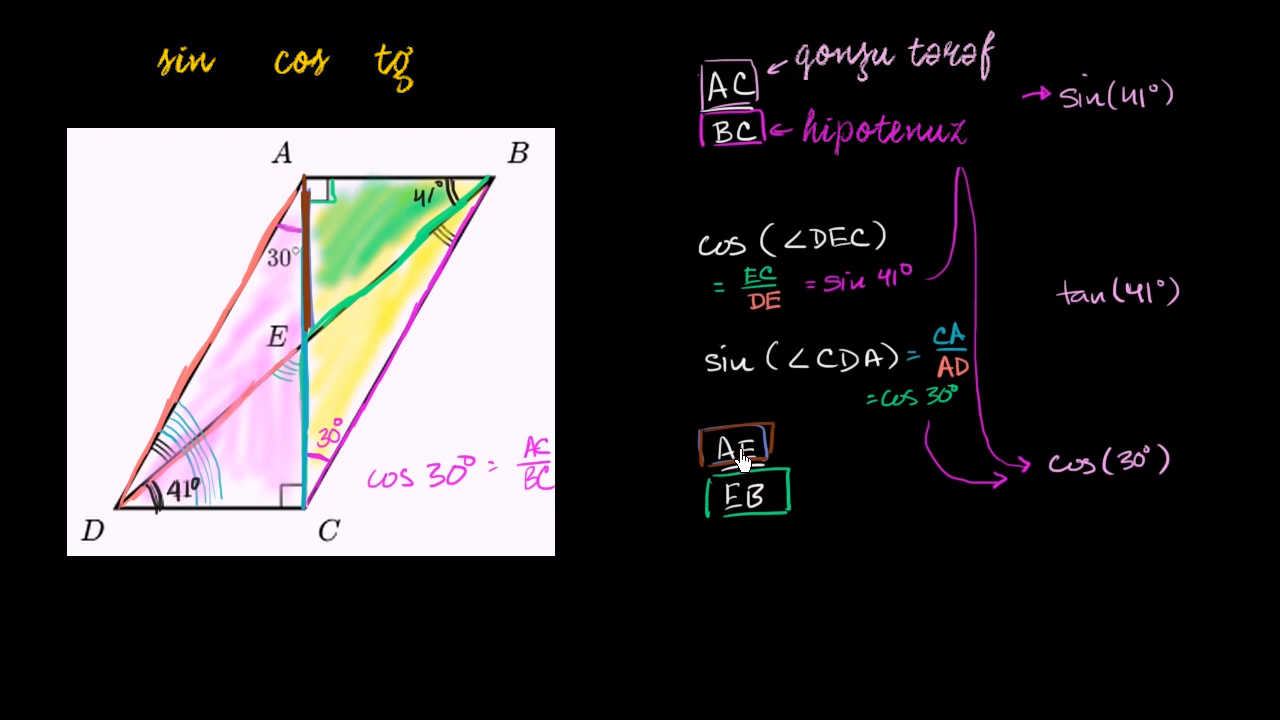 sin cos tg
A B
41°
30°
E
30°
41°
D C
cos 30° = AC/BC
AC ← qonşu tərəf
BC ← hipotenuz
→ sin(41°)
cos (∠DEC)
= EC/DE = sin 41°
tan(41°)
sin (∠CDA) = CA/AD
= cos 30°
AE
EB
cos(30°)